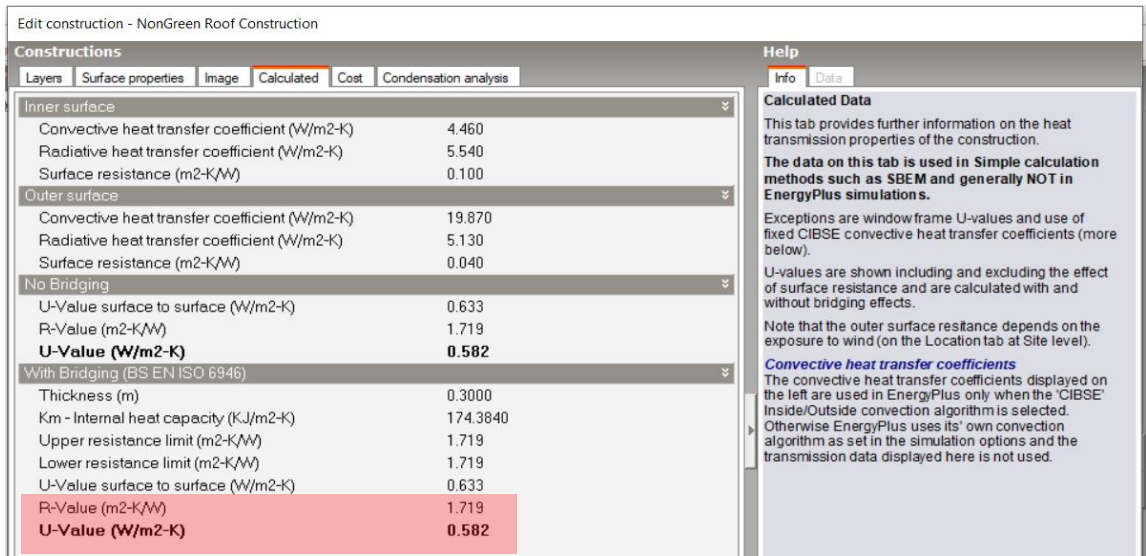 Edit construction - NonGreen Roof Construction
Constructions
Layers Surface properties Image Calculated Cost Condensation analysis
Inner surface
Convective heat transfer coefficient (W/m2-K) 4.460
Radiative heat transfer coefficient (W/m2-K) 5.540
Surface resistance (m2-K/W) 0.100
Outer surface
Convective heat transfer coefficient (W/m2-K) 19.870
Radiative heat transfer coefficient (W/m2-K) 5.130
Surface resistance (m2-K/W) 0.040
No Bridging
U-Value surface to surface (W/m2-K) 0.633
R-Value (m2-K/W) 1.719
U-Value (W/m2-K) 0.582
With Bridging (BS EN ISO 6946)
Thickness (m) 0.3000
Km - Internal heat capacity (KJ/m2-K) 174.3840
Upper resistance limit (m2-K/W) 1.719
Lower resistance limit (m2-K/W) 1.719
U-Value surface to surface (W/m2-K) 0.633
R-Value (m2-K/W) 1.719
U-Value (W/m2-K) 0.582
Help
Info Data
Calculated Data
This tab provides further information on the heat
transmission properties of the construction.
The data on this tab is used in Simple calculation
methods such as SBEM and generally NOT in
EnergyPlus simulations.
Exceptions are window frame U-values and use of
fixed CIBSE convective heat transfer coefficients (more
below).
U-values are shown including and excluding the effect
of surface resistance and are calculated with and
without bridging effects.
Note that the outer surface resitance depends on the
exposure to wind (on the Location tab at Site level).
Convective heat transfer coefficients
The convective heat transfer coefficients displayed on
the left are used in EnergyPlus only when the 'CIBSE'
Inside/Outside convection algorithm is selected.
Otherwise EnergyPlus uses its' own convection
algorithm as set in the simulation options and the
transmission data displayed here is not used.